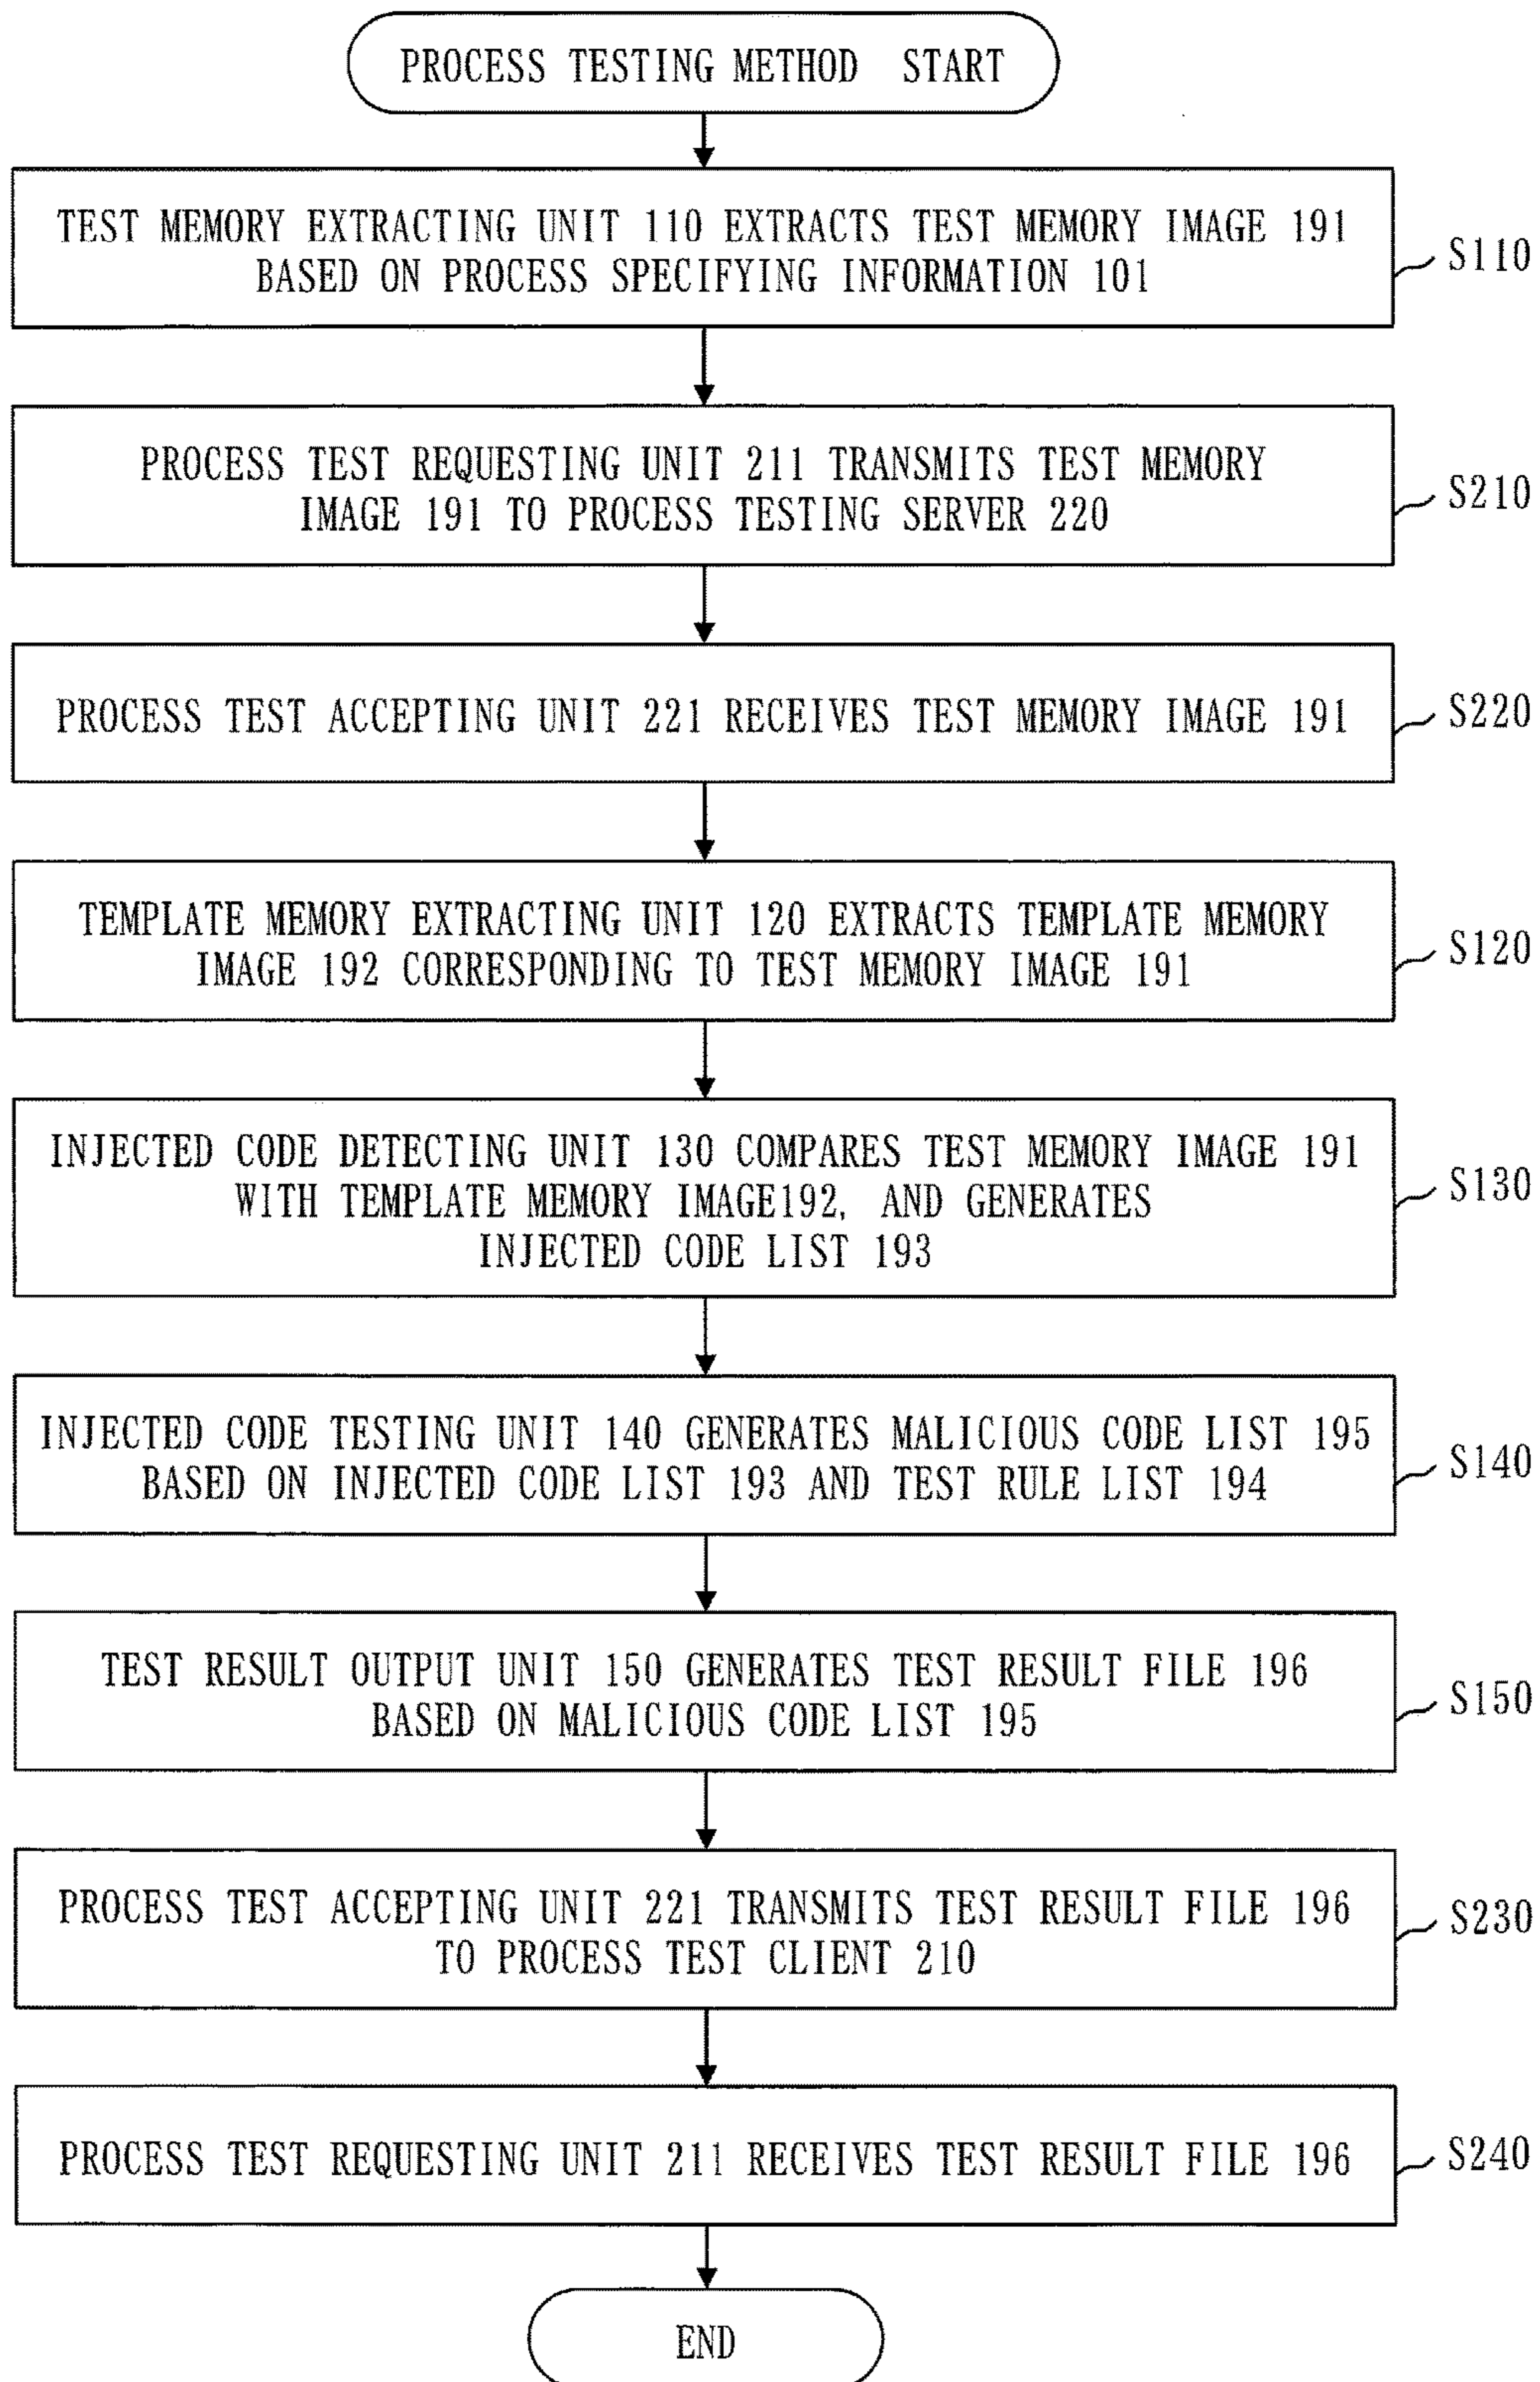 PROCESS TESTING METHOD START
TEST MEMORY EXTRACTING UNIT 110 EXTRACTS TEST MEMORY IMAGE 191
BASED ON PROCESS SPECIFYING INFORMATION 101
S110
PROCESS TEST REQUESTING UNIT 211 TRANSMITS TEST MEMORY
IMAGE 191 TO PROCESS TESTING SERVER 220
S210
PROCESS TEST ACCEPTING UNIT 221 RECEIVES TEST MEMORY IMAGE 191
S220
TEMPLATE MEMORY EXTRACTING UNIT 120 EXTRACTS TEMPLATE MEMORY
IMAGE 192 CORRESPONDING TO TEST MEMORY IMAGE 191
S120
INJECTED CODE DETECTING UNIT 130 COMPARES TEST MEMORY IMAGE 191
WITH TEMPLATE MEMORY IMAGE192, AND GENERATES
INJECTED CODE LIST 193
S130
INJECTED CODE TESTING UNIT 140 GENERATES MALICIOUS CODE LIST 195
BASED ON INJECTED CODE LIST 193 AND TEST RULE LIST 194
S140
TEST RESULT OUTPUT UNIT 150 GENERATES TEST RESULT FILE 196
BASED ON MALICIOUS CODE LIST 195
S150
PROCESS TEST ACCEPTING UNIT 221 TRANSMITS TEST RESULT FILE 196
TO PROCESS TEST CLIENT 210
S230
PROCESS TEST REQUESTING UNIT 211 RECEIVES TEST RESULT FILE 196
S240
END